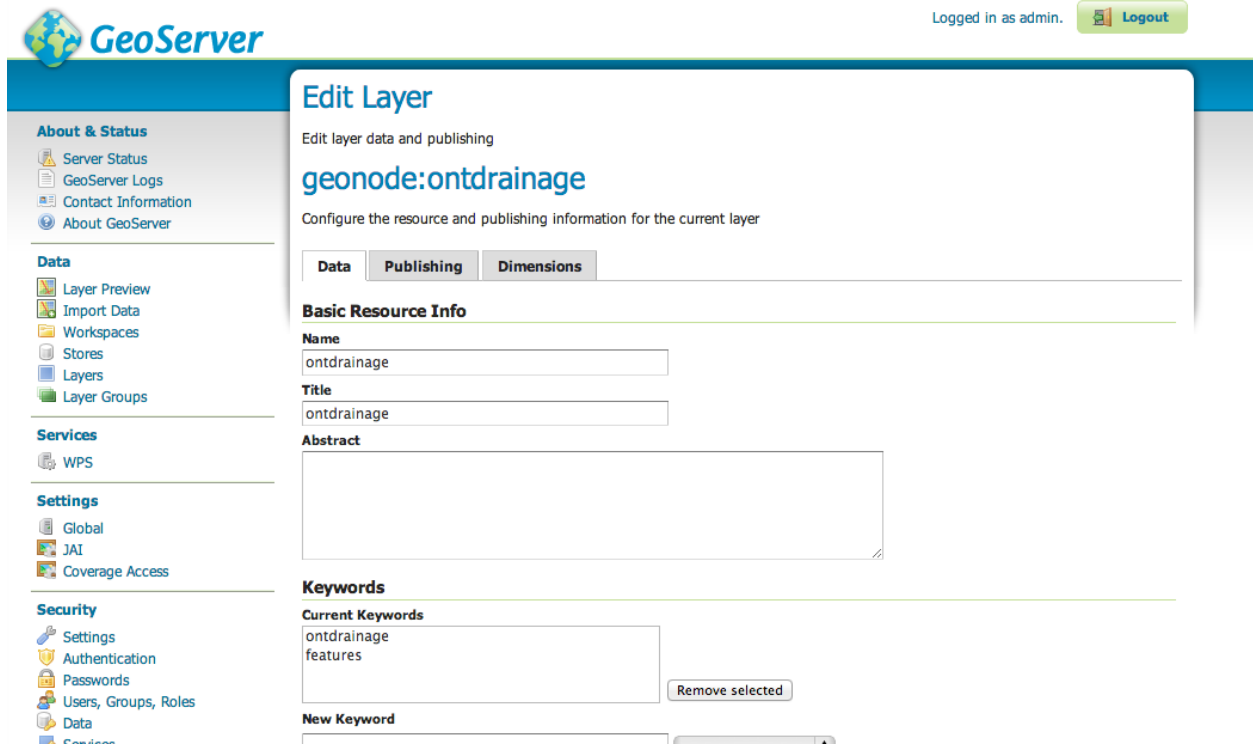 GeoServer
Logged in as admin.
Logout
About & Status
Server Status
GeoServer Logs
Contact Information
About GeoServer
Data
Layer Preview
Import Data
Workspaces
Stores
Layers
Layer Groups
Services
WPS
Settings
Global
JAI
Coverage Access
Security
Settings
Authentication
Passwords
Users, Groups, Roles
Data
Services
Edit Layer
Edit layer data and publishing
geonode:ontdrainage
Configure the resource and publishing information for the current layer
Data Publishing Dimensions
Basic Resource Info
Name
ontdrainage
Title
ontdrainage
Abstract
Keywords
Current Keywords
ontdrainage
features
Remove selected
New Keyword